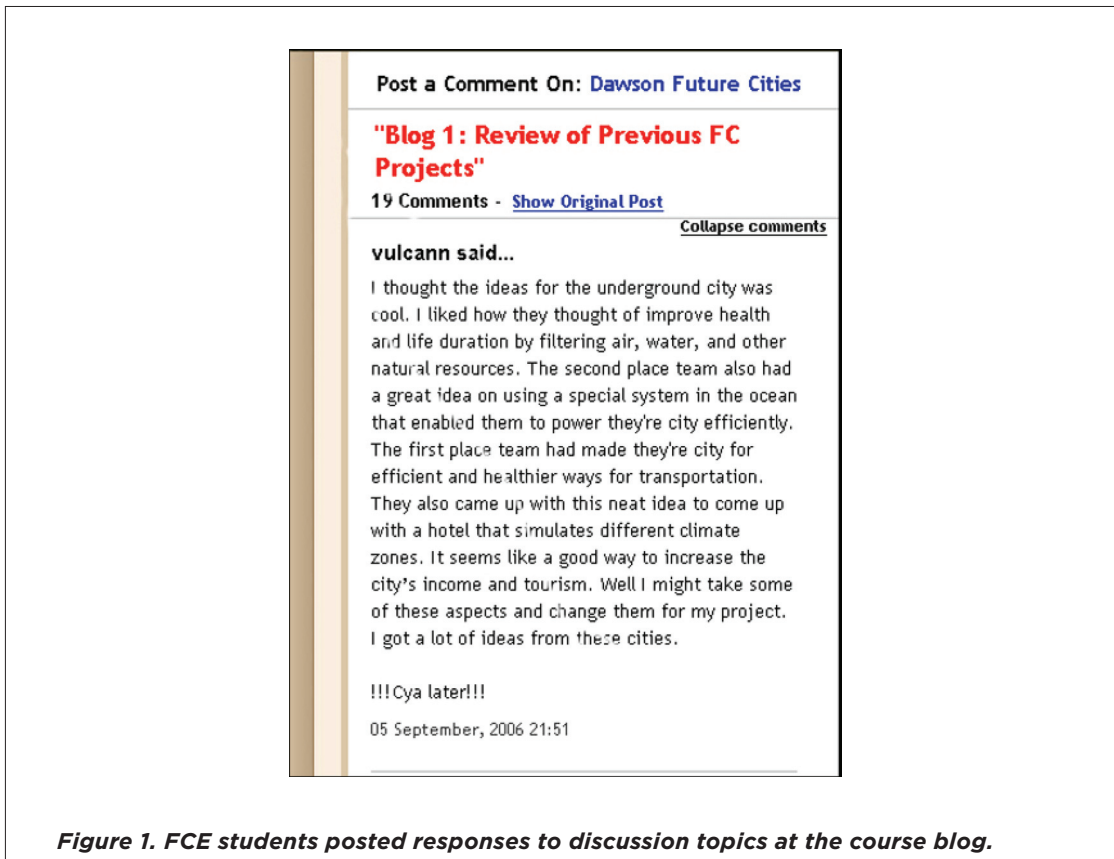 Post a Comment On: Dawson Future Cities
"Blog 1: Review of Previous FC
Projects"
19 Comments - Show Original Post
Collapse comments
vulcann said...
I thought the ideas for the underground city was
cool. I liked how they thought of improve health
and life duration by filtering air, water, and other
natural resources. The second place team also had
a great idea on using a special system in the ocean
that enabled them to power they're city efficiently.
The first place team had made they're city for
efficient and healthier ways for transportation.
They also came up with this neat idea to come up
with a hotel that simulates different climate
zones. It seems like a good way to increase the
city's income and tourism. Well I might take some
of these aspects and change them for my project.
I got a lot of ideas from these cities.
!!!Cya later!!!
05 September, 2006 21:51
Figure 1. FCE students posted responses to discussion topics at the course blog.